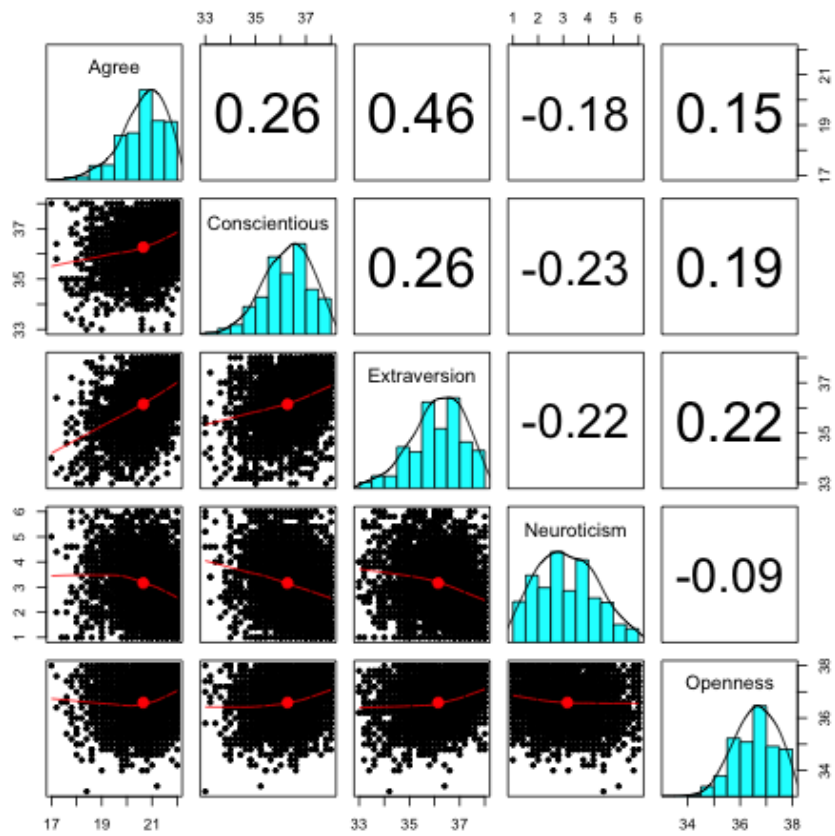 33 35 37 1 2 3 4 5 6
Agree
0.26 0.46 -0.18 0.15
17 19 21
Conscientious
0.26 -0.23 0.19
33 35 37
Extraversion
-0.22 0.22
33 35 37
Neuroticism
-0.09
1 2 3 4 5 6
Openness
34 36 38
17 19 21 33 35 37 34 36 38